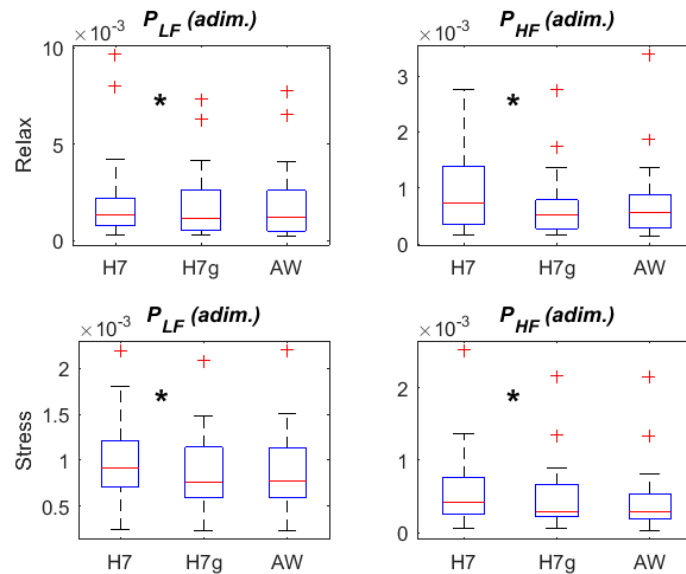 P_LF (adim.)
P_HF (adim.)
×10^-3
×10^-3
10
5
0
Relax
*
H7 H7g AW
3
2
1
0
*
H7 H7g AW
P_LF (adim.)
P_HF (adim.)
×10^-3
×10^-3
2
1.5
1
0.5
Stress
*
H7 H7g AW
2
1
0
*
H7 H7g AW